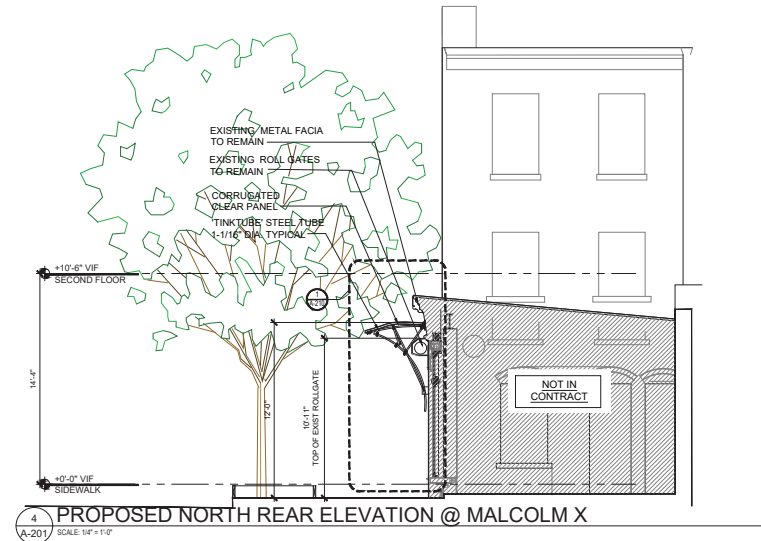 EXISTING METAL FACIA
TO REMAIN
EXISTING ROLL GATES
TO REMAIN
CORRUGATED
CLEAR PANEL
'TINKTUBE' STEEL TUBE
1-1/16" DIA. TYPICAL
+10'-6" VIF
SECOND FLOOR
1
A-210
14'-4"
12'-0"
10'-11"
TOP OF EXIST ROLLGATE
NOT IN
CONTRACT
+0'-0" VIF
SIDEWALK
4
A-201
PROPOSED NORTH REAR ELEVATION @ MALCOLM X
SCALE: 1/4" = 1'-0"